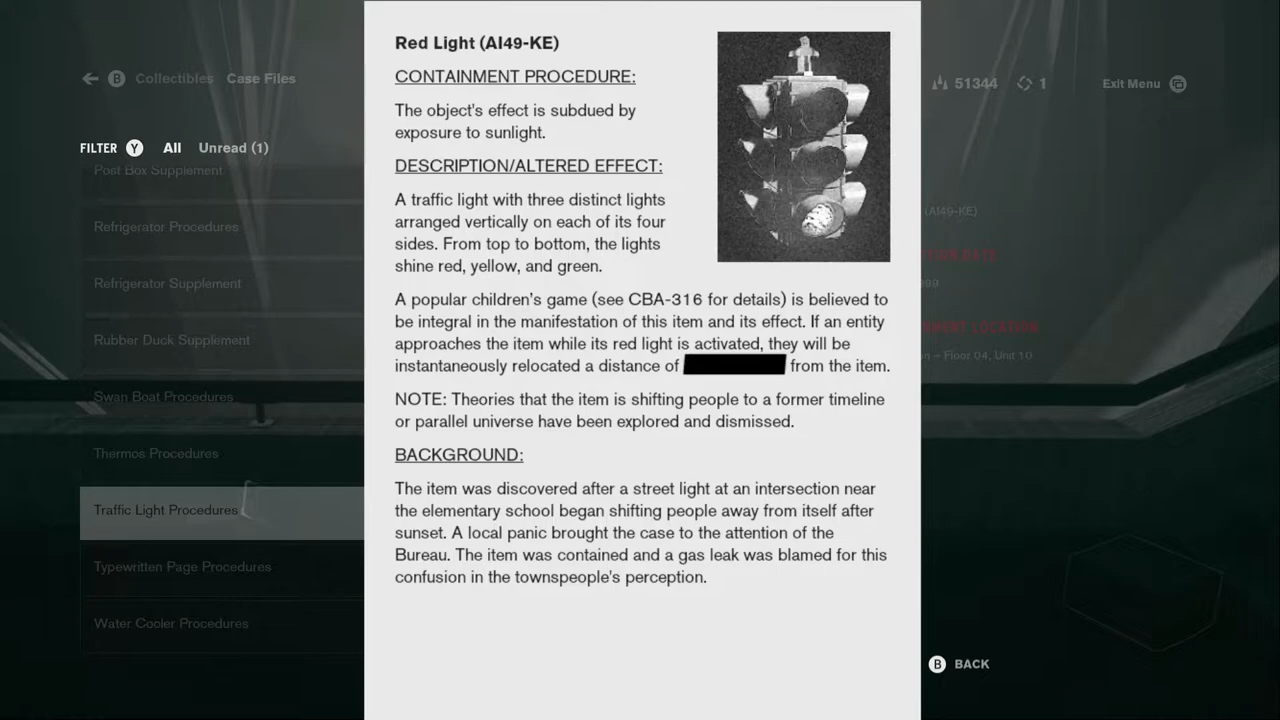 Red Light (AI49-KE)
CONTAINMENT PROCEDURE:
The object's effect is subdued by
exposure to sunlight.
DESCRIPTION/ALTERED EFFECT:
A traffic light with three distinct lights
arranged vertically on each of its four
sides. From top to bottom, the lights
shine red, yellow, and green.
A popular children's game (see CBA-316 for details) is believed to
be integral in the manifestation of this item and its effect. If an entity
approaches the item while its red light is activated, they will be
instantaneously relocated a distance of from the item.
NOTE: Theories that the item is shifting people to a former timeline
or parallel universe have been explored and dismissed.
BACKGROUND:
The item was discovered after a street light at an intersection near
the elementary school began shifting people away from itself after
sunset. A local panic brought the case to the attention of the
Bureau. The item was contained and a gas leak was blamed for this
confusion in the townspeople's perception.
B Collectibles Case Files
FILTER Y All Unread (1)
Post Box Supplement
Refrigerator Procedures
Refrigerator Supplement
Rubber Duck Supplement
Swan Boat Procedures
Thermos Procedures
Traffic Light Procedures
Typewritten Page Procedures
Water Cooler Procedures
51344 1 Exit Menu
(AI49-KE)
– Floor 04, Unit 10
B BACK